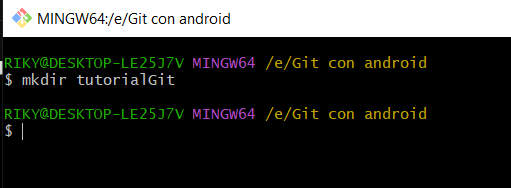 MINGW64:/e/Git con android
RIKY@DESKTOP-LE25J7V MINGW64 /e/Git con android
$ mkdir tutorialGit
RIKY@DESKTOP-LE25J7V MINGW64 /e/Git con android
$